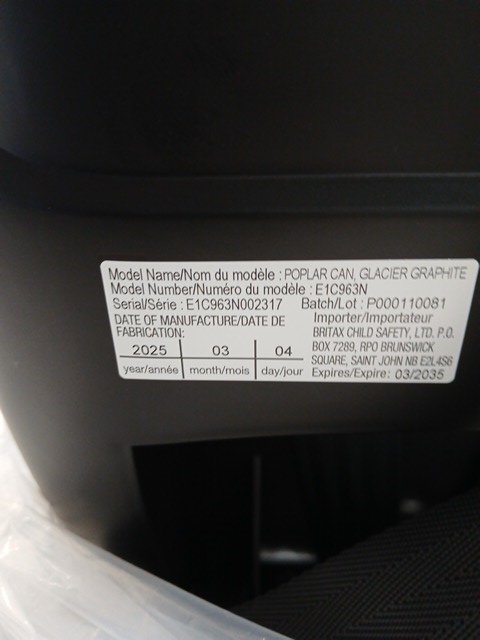 Model Name/Nom du modèle : POPLAR CAN, GLACIER GRAPHITE
Model Number/Numéro du modèle : E1C963N
Serial/Série : E1C963N002317 Batch/Lot : P000110081
DATE OF MANUFACTURE/DATE DE
FABRICATION:
2025 03 04
year/année month/mois day/jour
Importer/Importateur
BRITAX CHILD SAFETY, LTD. P.O.
BOX 7289, RPO BRUNSWICK
SQUARE, SAINT JOHN NB E2L4S6
Expires/Expire: 03/2035